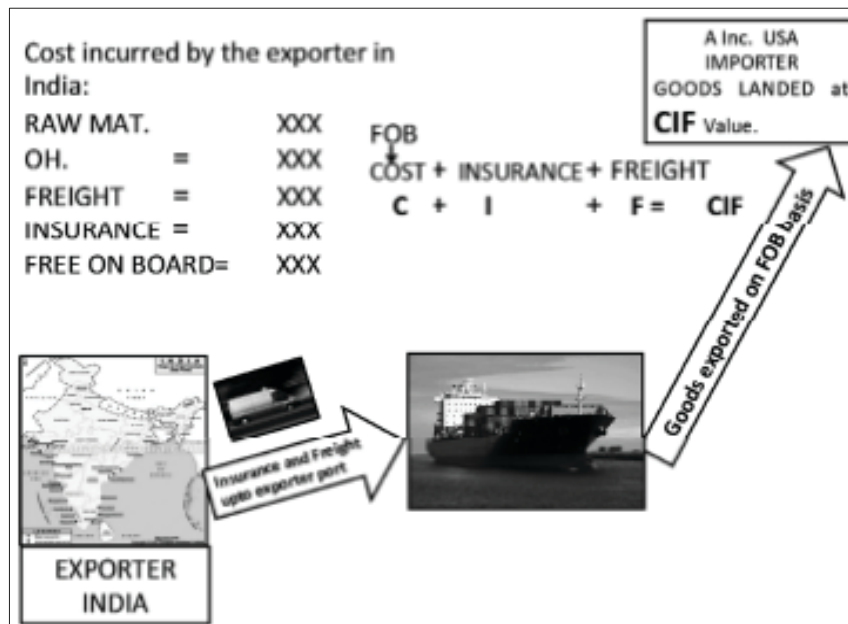 Cost incurred by the exporter in
India:
RAW MAT. XXX
OH. = XXX
FREIGHT = XXX
INSURANCE = XXX
FREE ON BOARD= XXX
FOB
COST + INSURANCE + FREIGHT
C + I + F = CIF
A Inc. USA
IMPORTER
GOODS LANDED at
CIF Value.
Goods exported on FOB basis
Insurance and Freight
upto exporter port
INDIA
EXPORTER
INDIA